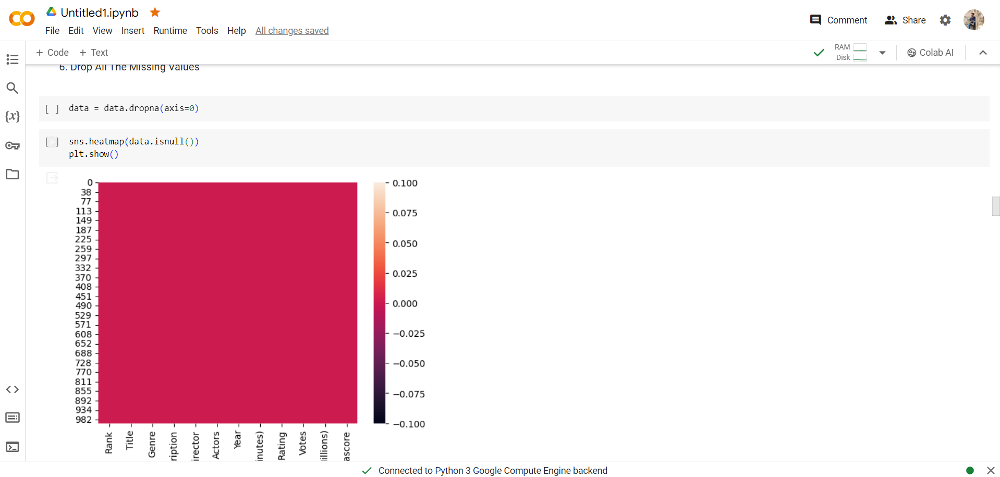 Untitled1.ipynb
File Edit View Insert Runtime Tools Help All changes saved
Comment Share
+ Code + Text
RAM
Disk
Colab AI
6. Drop All The Missing Values
[ ] data = data.dropna(axis=0)
[ ] sns.heatmap(data.isnull())
plt.show()
0
38
77
113
149
187
225
259
297
332
370
408
451
490
529
571
608
652
688
728
770
811
855
892
934
982
Rank
Title
Genre
ription
irector
Actors
Year
inutes)
Rating
Votes
illions)
ascore
0.100
0.075
0.050
0.025
0.000
−0.025
−0.050
−0.075
−0.100
{x}
Connected to Python 3 Google Compute Engine backend